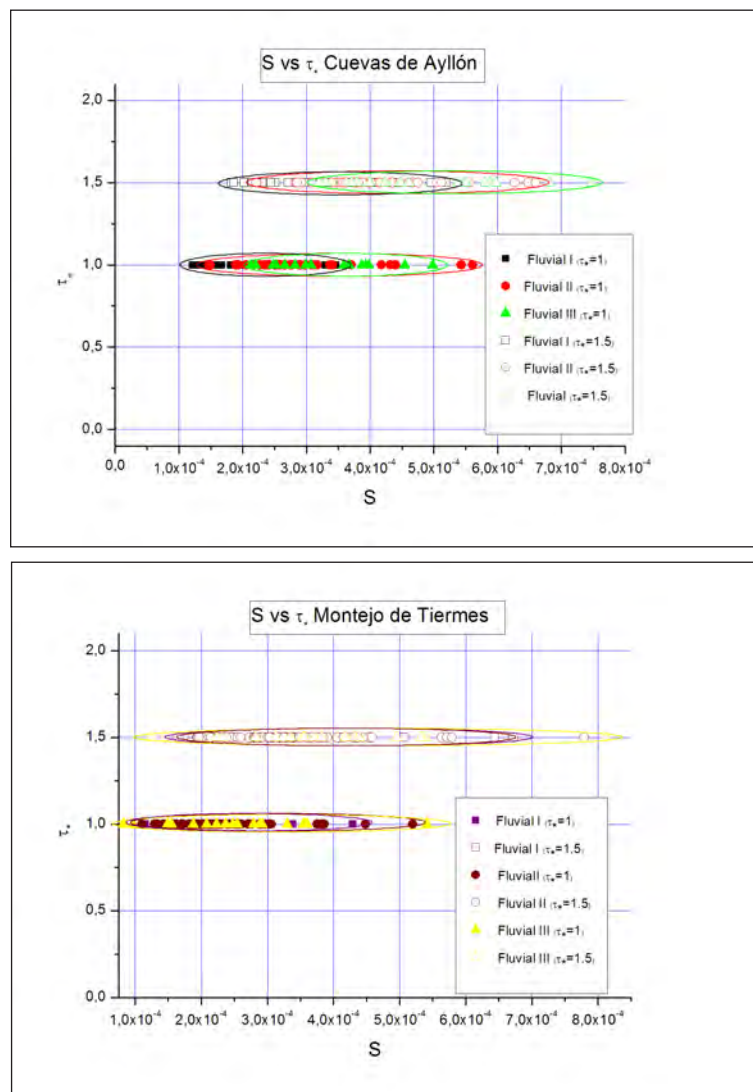 S vs τ* Cuevas de Ayllón
2,0
1,5
1,0
0,5
0,0
τ*
Fluvial I (τ*=1)
Fluvial II (τ*=1)
Fluvial III (τ*=1)
Fluvial I (τ*=1.5)
Fluvial II (τ*=1.5)
Fluvial (τ*=1.5)
0,0 1,0x10⁻⁴ 2,0x10⁻⁴ 3,0x10⁻⁴ 4,0x10⁻⁴ 5,0x10⁻⁴ 6,0x10⁻⁴ 7,0x10⁻⁴ 8,0x10⁻⁴
S
S vs τ* Montejo de Tiermes
2,0
1,5
1,0
0,5
0,0
τ*
Fluvial I (τ*=1)
Fluvial I (τ*=1.5)
FluvialI (τ*=1)
Fluvial II (τ*=1.5)
Fluvial III (τ*=1)
Fluvial III (τ*=1.5)
1,0x10⁻⁴ 2,0x10⁻⁴ 3,0x10⁻⁴ 4,0x10⁻⁴ 5,0x10⁻⁴ 6,0x10⁻⁴ 7,0x10⁻⁴ 8,0x10⁻⁴
S